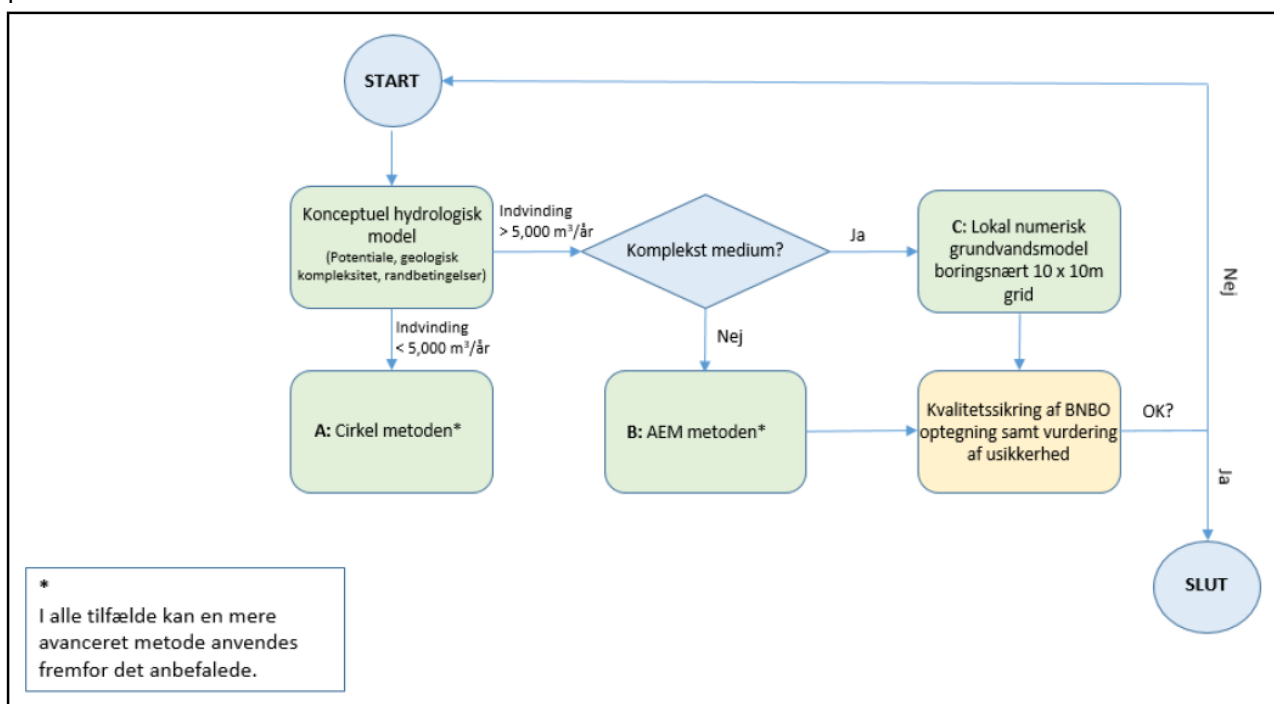 START
Konceptuel hydrologisk
model
(Potentiale, geologisk
kompleksitet, randbetingelser)
Indvinding
> 5,000 m³/år
Komplekst medium?
Ja
C: Lokal numerisk
grundvandsmodel
boringsnært 10 x 10m
grid
Nej
Indvinding
< 5,000 m³/år
Nej
A: Cirkel metoden*
B: AEM metoden*
Kvalitetssikring af BNBO
optegning samt vurdering
af usikkerhed
OK?
Ja
SLUT
*
I alle tilfælde kan en mere
avanceret metode anvendes
fremfor det anbefalede.